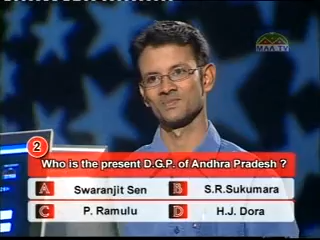 MAA TV
2
Who is the present D.G.P. of Andhra Pradesh ?
A Swaranjit Sen
B S.R.Sukumara
C P. Ramulu
D H.J. Dora